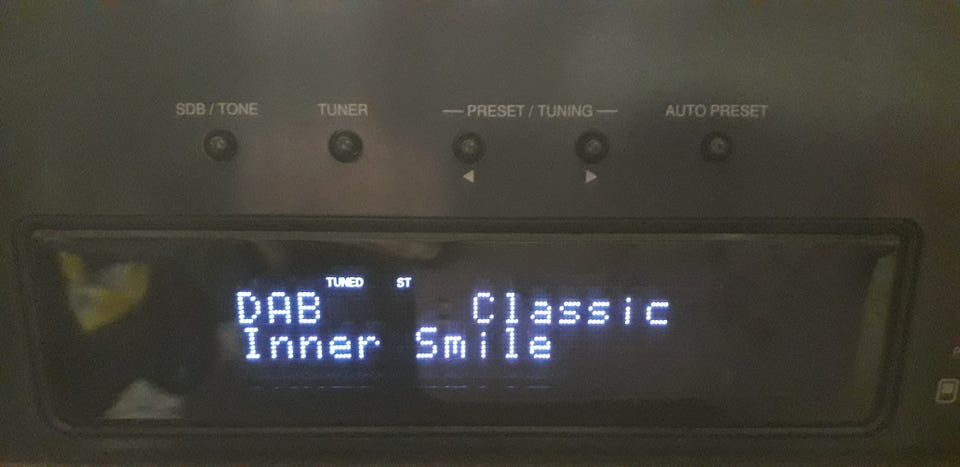 SDB / TONE TUNER PRESET / TUNING AUTO PRESET
TUNED ST
DAB Classic
Inner Smile